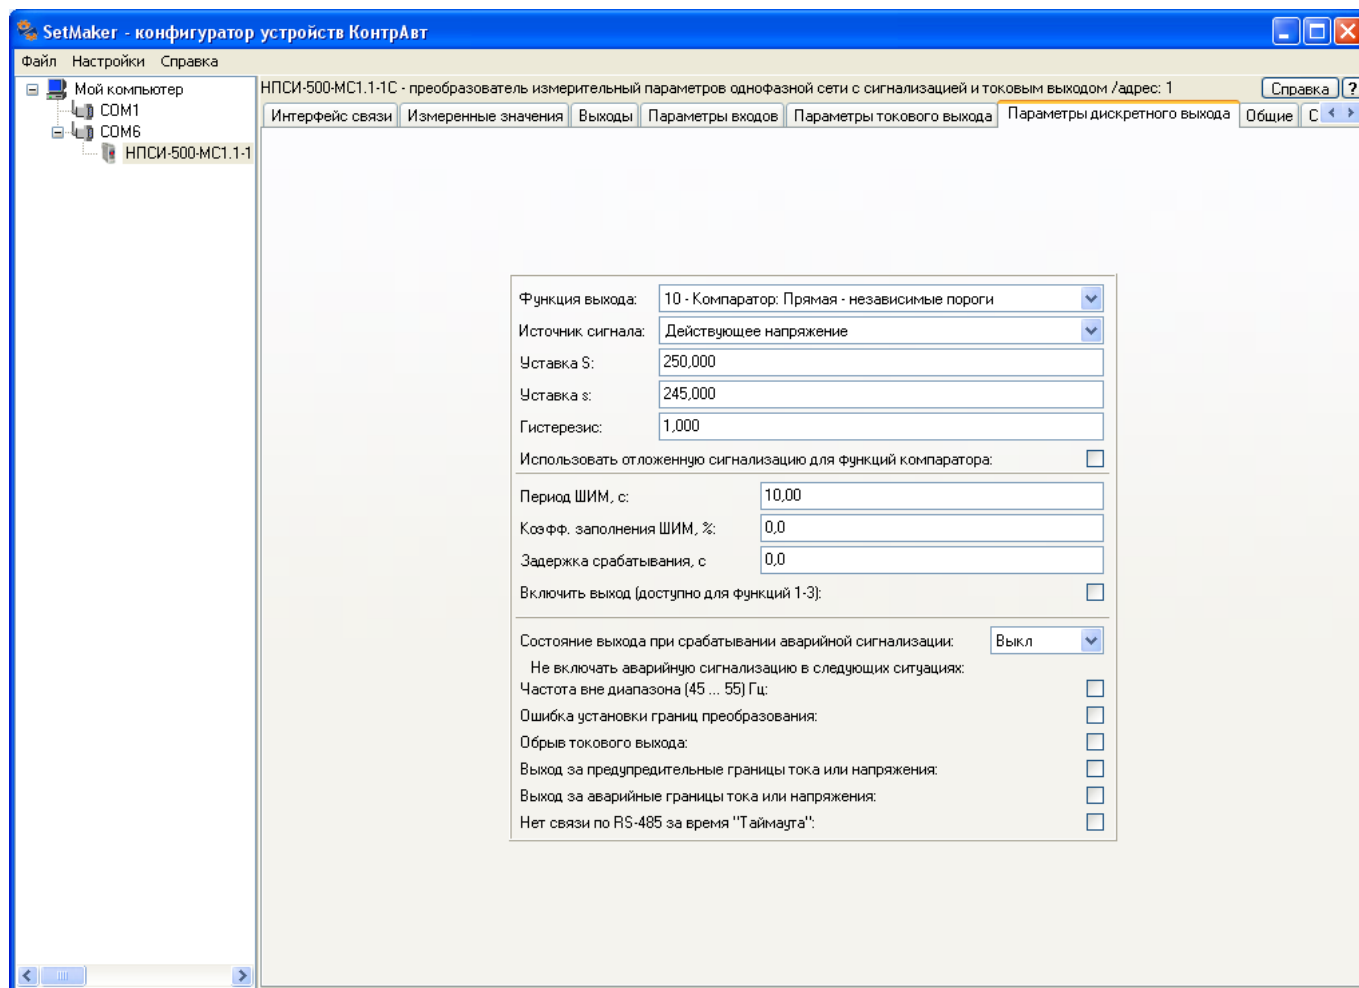 SetMaker - конфигуратор устройств КонтрАвт
Файл Настройки Справка
Мой компьютер
COM1
COM6
НПСИ-500-МС1.1-1
НПСИ-500-МС1.1-1С - преобразователь измерительный параметров однофазной сети с сигнализацией и токовым выходом /адрес: 1
Справка ?
Интерфейс связи Измеренные значения Выходы Параметры входов Параметры токового выхода Параметры дискретного выхода Общие С
Функция выхода: 10 - Компаратор: Прямая - независимые пороги
Источник сигнала: Действующее напряжение
Уставка S: 250,000
Уставка s: 245,000
Гистерезис: 1,000
Использовать отложенную сигнализацию для функций компаратора:
Период ШИМ, с: 10,00
Коэфф. заполнения ШИМ, %: 0,0
Задержка срабатывания, с 0,0
Включить выход (доступно для функций 1-3):
Состояние выхода при срабатывании аварийной сигнализации: Выкл
Не включать аварийную сигнализацию в следующих ситуациях:
Частота вне диапазона (45 ... 55) Гц:
Ошибка установки границ преобразования:
Обрыв токового выхода:
Выход за предупредительные границы тока или напряжения:
Выход за аварийные границы тока или напряжения:
Нет связи по RS-485 за время "Таймаута":